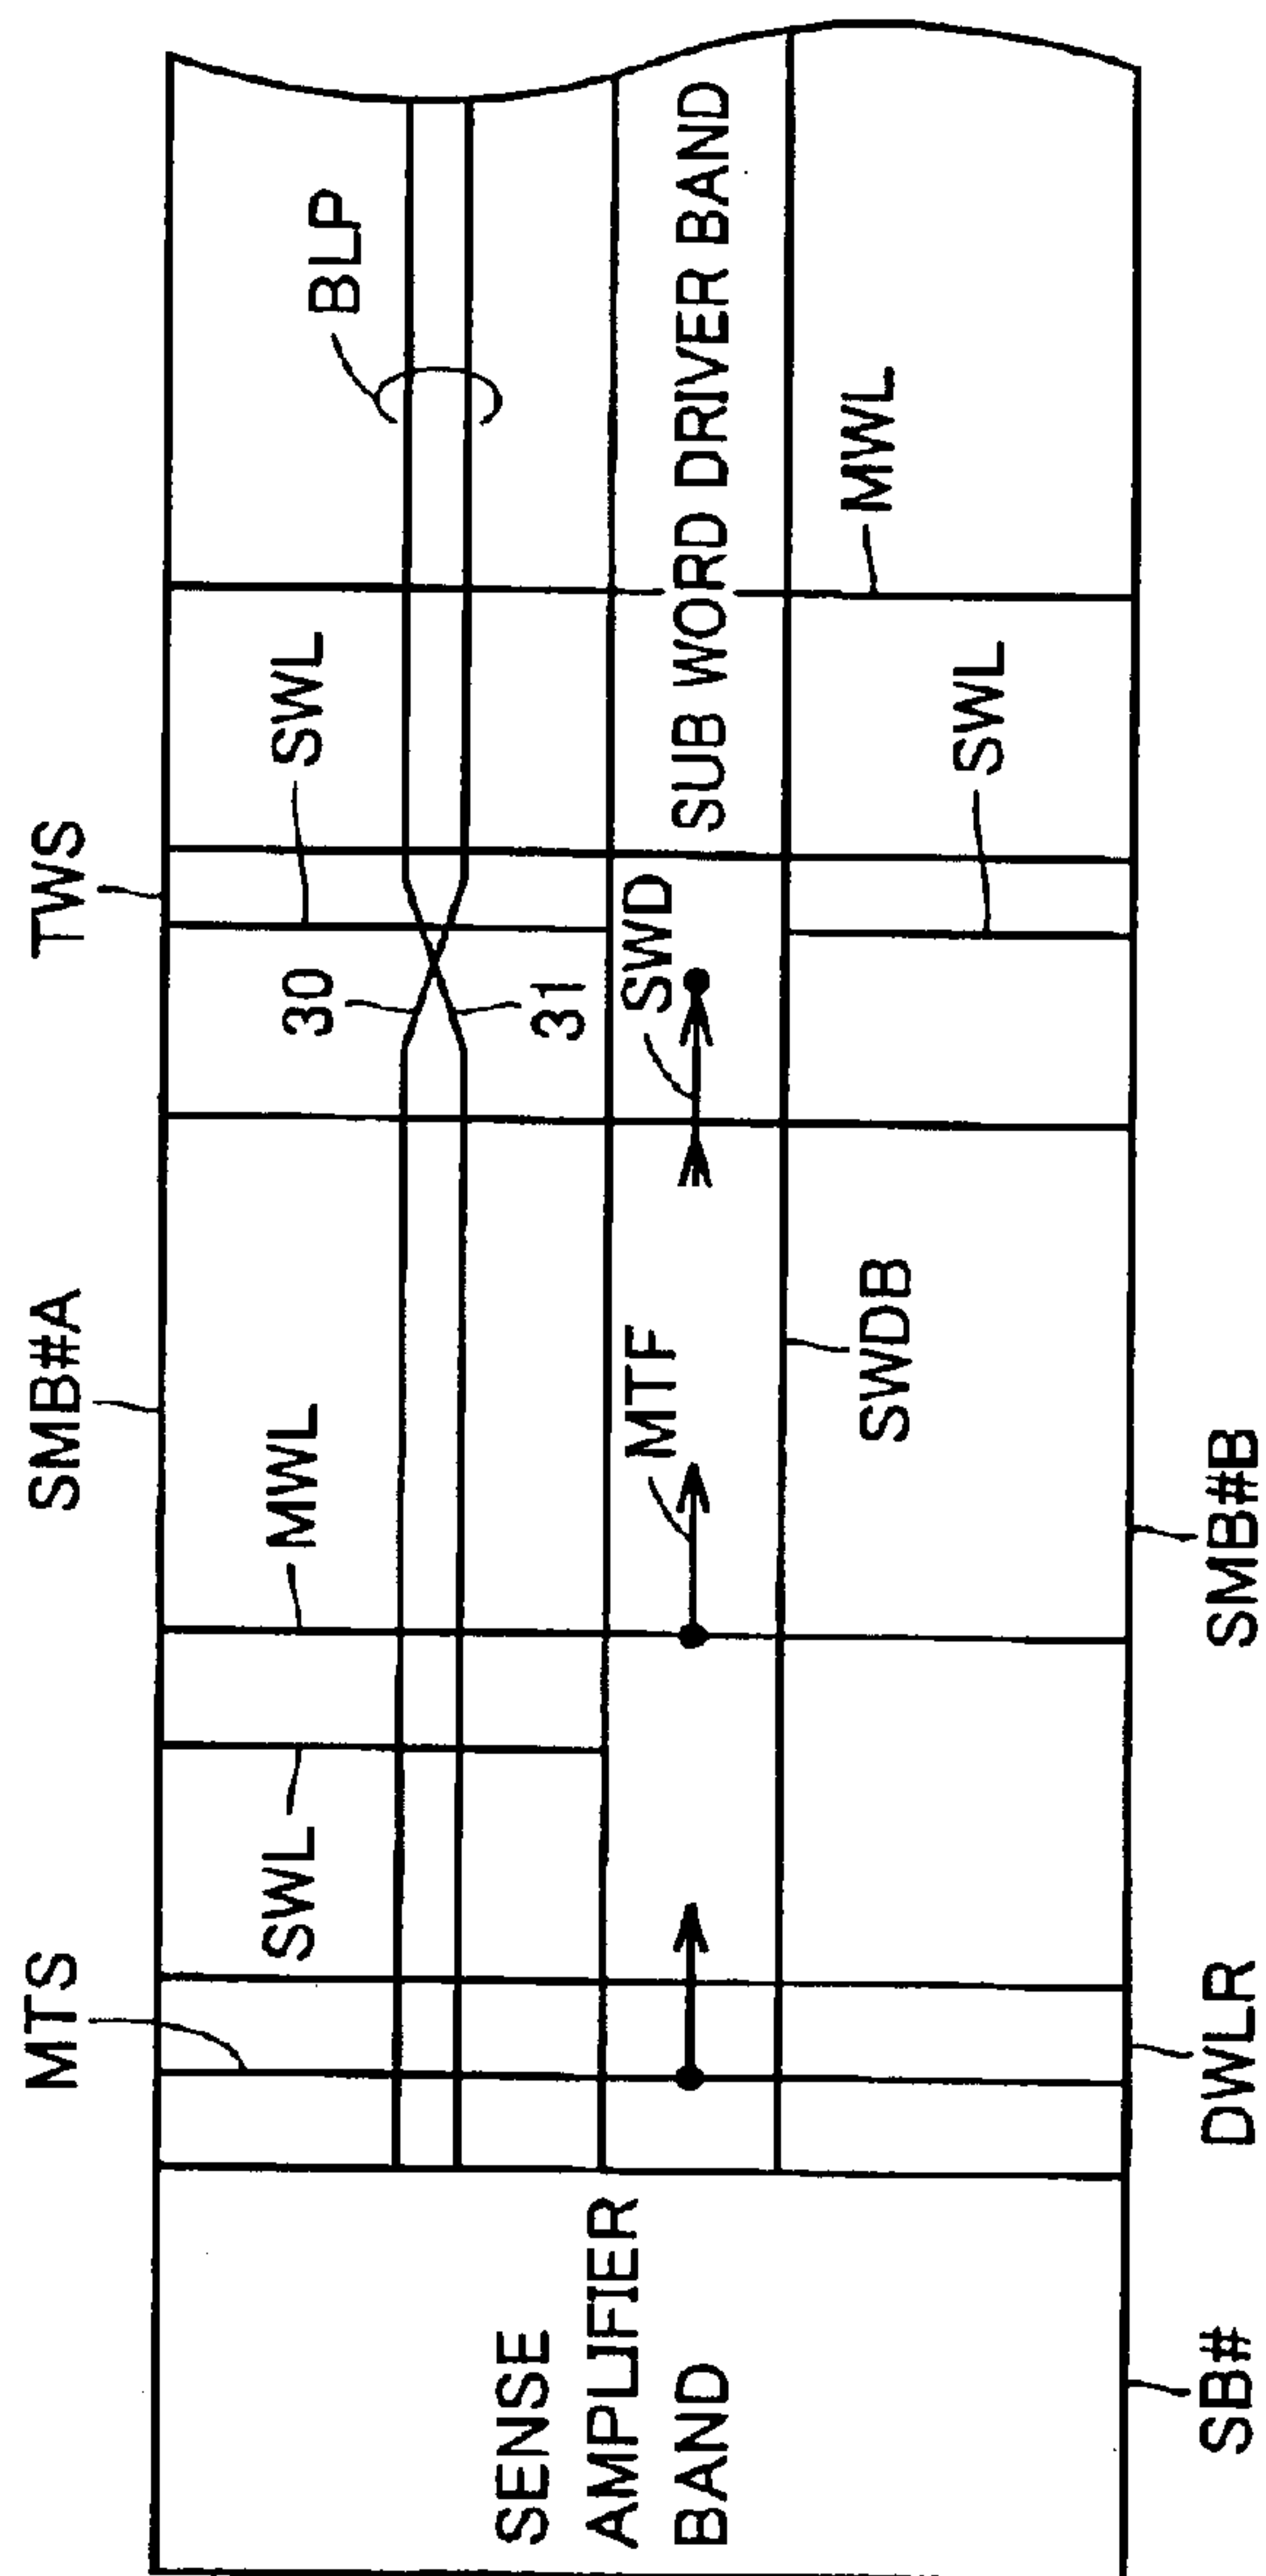 MTS
SMB#A
TWS
SWL
MWL
SWL
BLP
30
31
SENSE
AMPLIFIER
BAND
MTF
SWD
SUB WORD DRIVER BAND
SWDB
MWL
SWL
SB#
DWLR
SMB#B